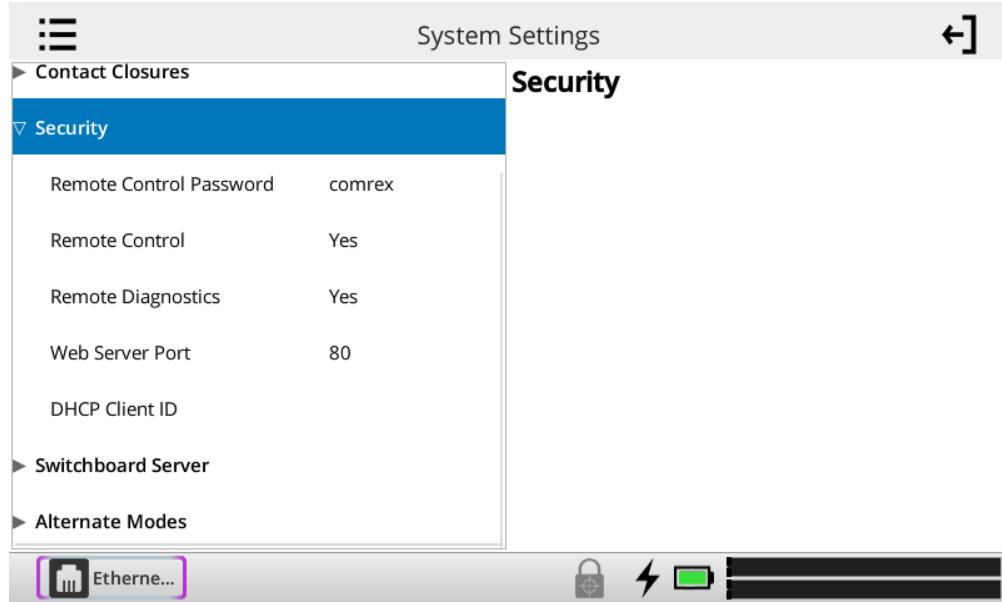 System Settings
Contact Closures
Security
Security
Remote Control Password comrex
Remote Control Yes
Remote Diagnostics Yes
Web Server Port 80
DHCP Client ID
Switchboard Server
Alternate Modes
Etherne...